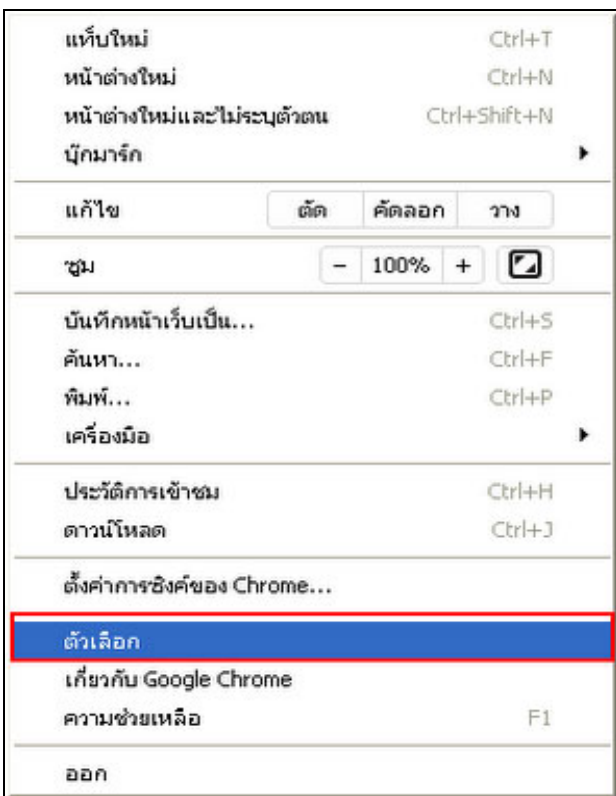 แท็บใหม่ Ctrl+T
หน้าต่างใหม่ Ctrl+N
หน้าต่างใหม่และไม่ระบุตัวตน Ctrl+Shift+N
บุ๊กมาร์ก
แก้ไข ตัด คัดลอก วาง
ซูม - 100% +
บันทึกหน้าเว็บเป็น... Ctrl+S
ค้นหา... Ctrl+F
พิมพ์... Ctrl+P
เครื่องมือ
ประวัติการเข้าชม Ctrl+H
ดาวน์โหลด Ctrl+J
ตั้งค่าการซิงค์ของ Chrome...
ตัวเลือก
เกี่ยวกับ Google Chrome
ความช่วยเหลือ F1
ออก